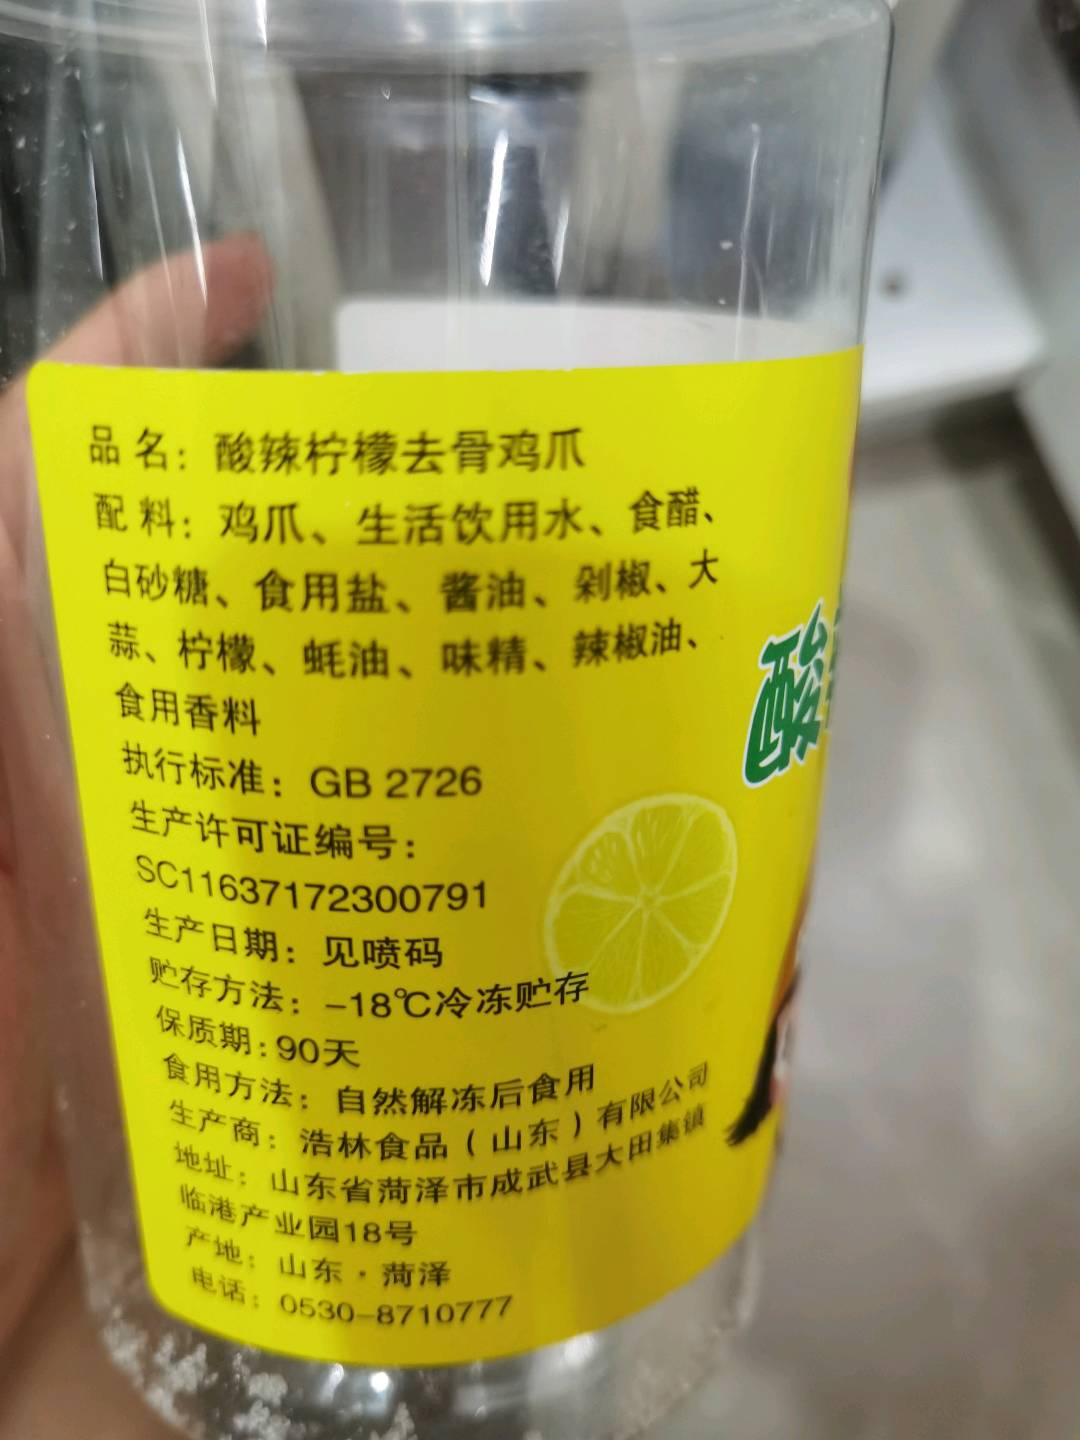 品名：酸辣柠檬去骨鸡爪
配料：鸡爪、生活饮用水、食醋、
白砂糖、食用盐、酱油、剁椒、大
蒜、柠檬、蚝油、味精、辣椒油、
食用香料
执行标准：GB 2726
生产许可证编号：
SC11637172300791
生产日期：见喷码
贮存方法：-18℃冷冻贮存
保质期：90天
食用方法：自然解冻后食用
生产商：浩林食品（山东）有限公司
地址：山东省菏泽市成武县大田集镇
临港产业园18号
产地：山东·菏泽
电话：0530-8710777
酸